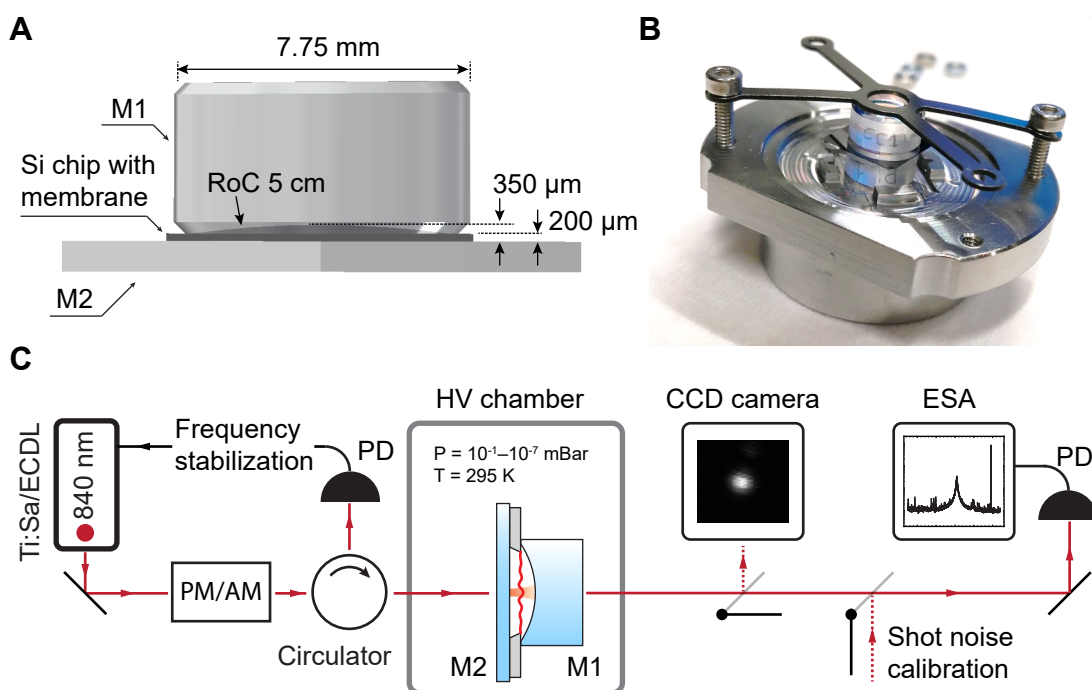 A
7.75 mm
M1
Si chip with
membrane
RoC 5 cm
350 µm
200 µm
M2
B
C
HV chamber
CCD camera
ESA
Ti:Sa/ECDL
840 nm
Frequency
stabilization
PD
P = 10⁻¹–10⁻⁷ mBar
T = 295 K
PD
PM/AM
Circulator
M2
M1
Shot noise
calibration